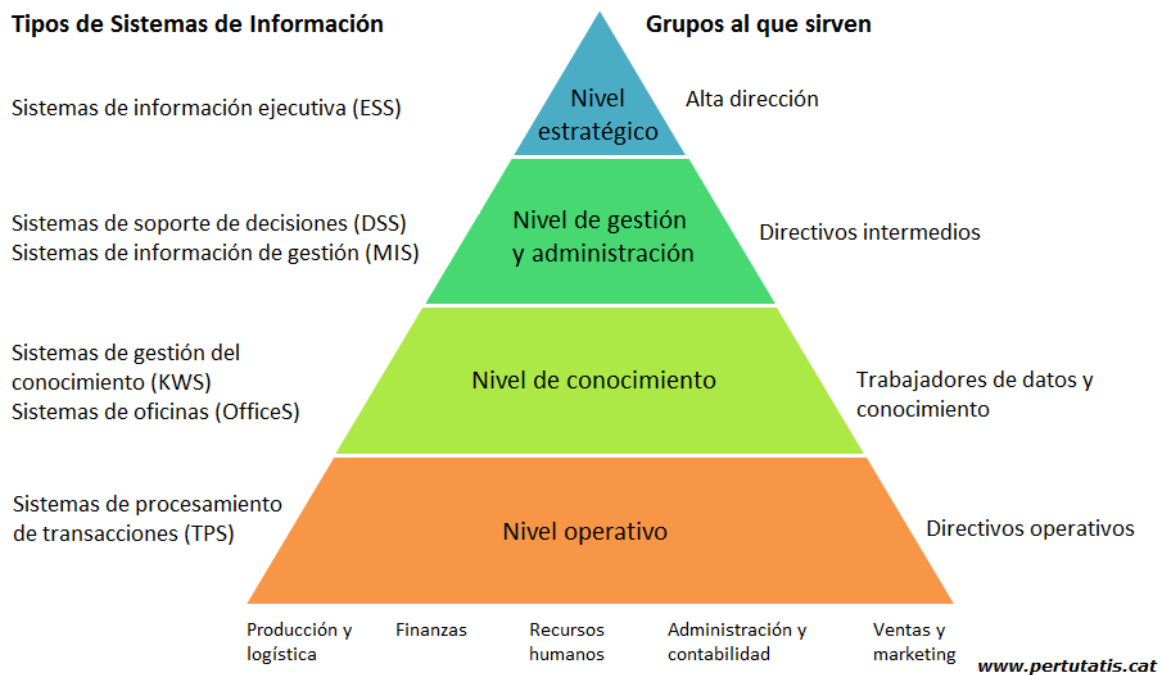 Tipos de Sistemas de Información
Grupos al que sirven
Sistemas de información ejecutiva (ESS)
Nivel
estratégico
Alta dirección
Sistemas de soporte de decisiones (DSS)
Sistemas de información de gestión (MIS)
Nivel de gestión
y administración
Directivos intermedios
Sistemas de gestión del
conocimiento (KWS)
Sistemas de oficinas (OfficeS)
Nivel de conocimiento
Trabajadores de datos y
conocimiento
Sistemas de procesamiento
de transacciones (TPS)
Nivel operativo
Directivos operativos
Producción y
logística
Finanzas
Recursos
humanos
Administración y
contabilidad
Ventas y
marketing
www.pertutatis.cat